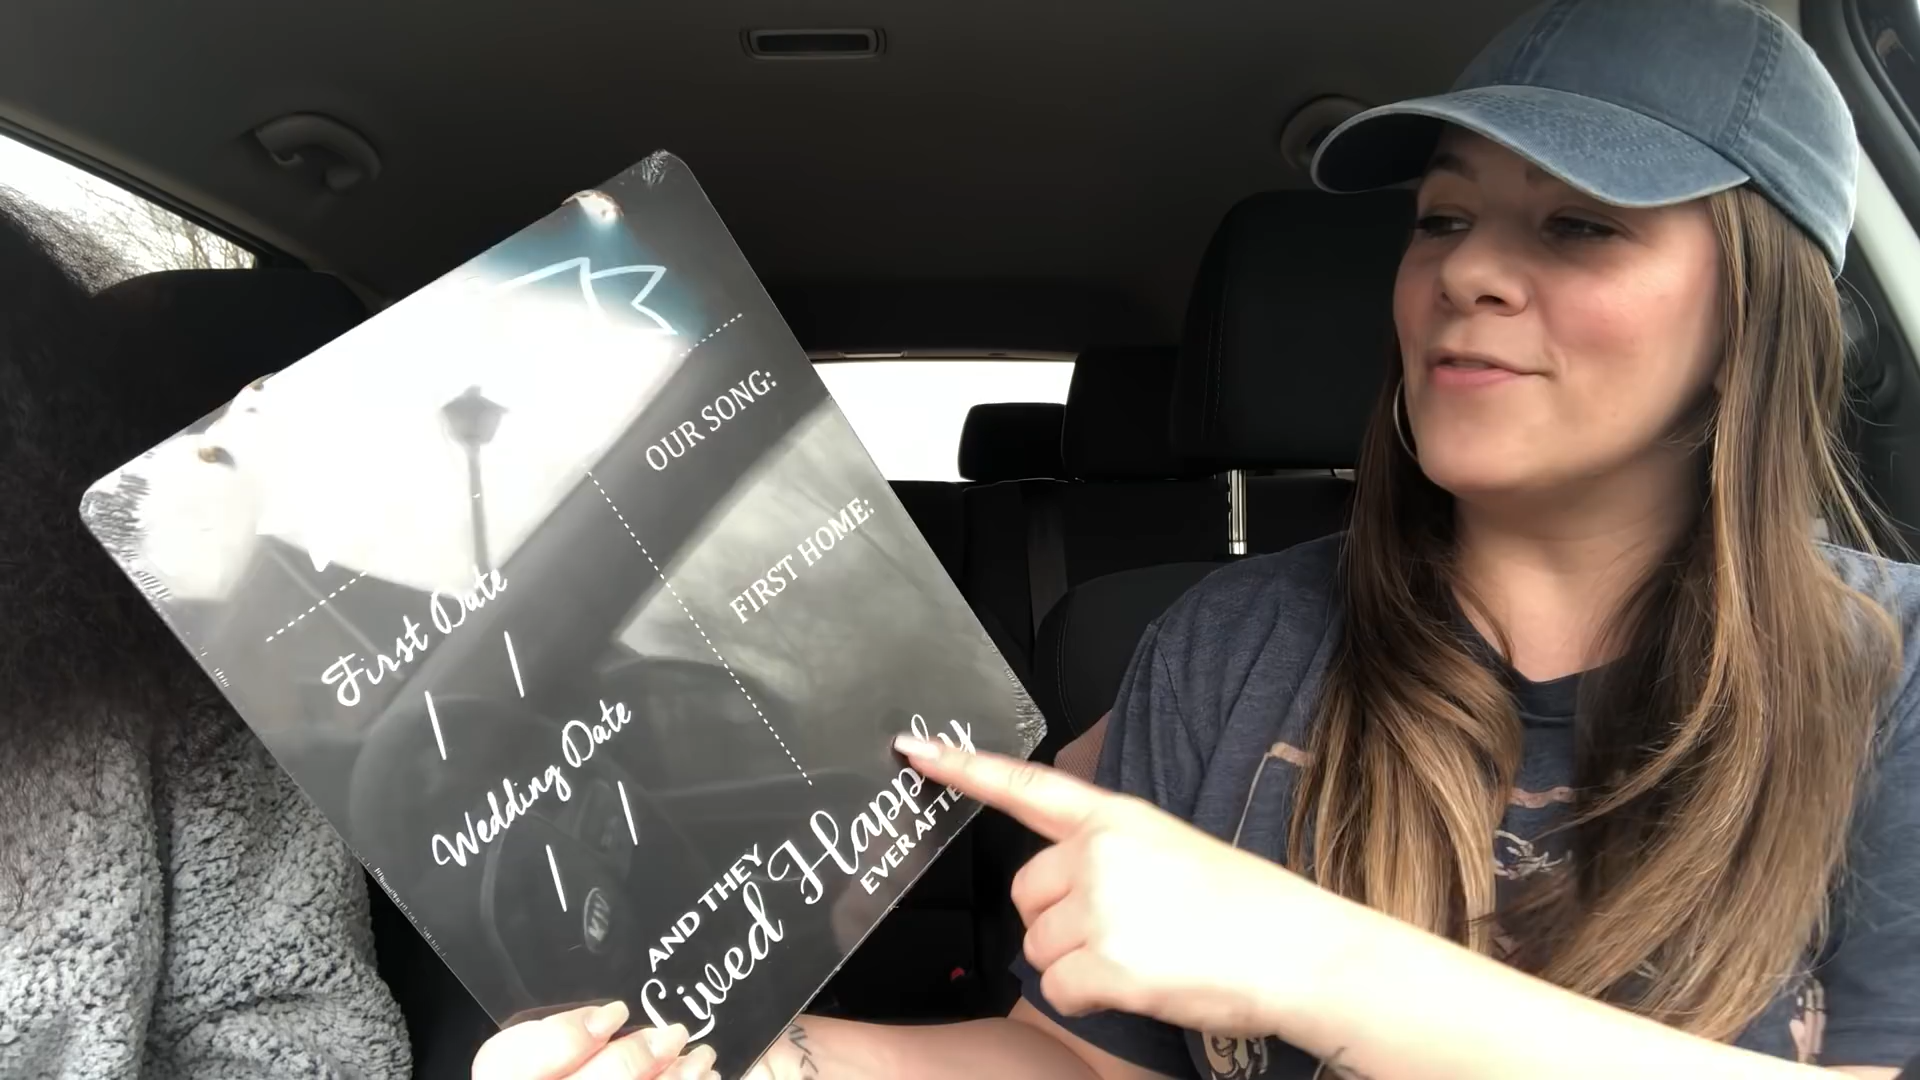 OUR SONG:
FIRST HOME:
First Date
/ /
Wedding Date
/ /
AND THEY
Lived Happily
EVER AFTER